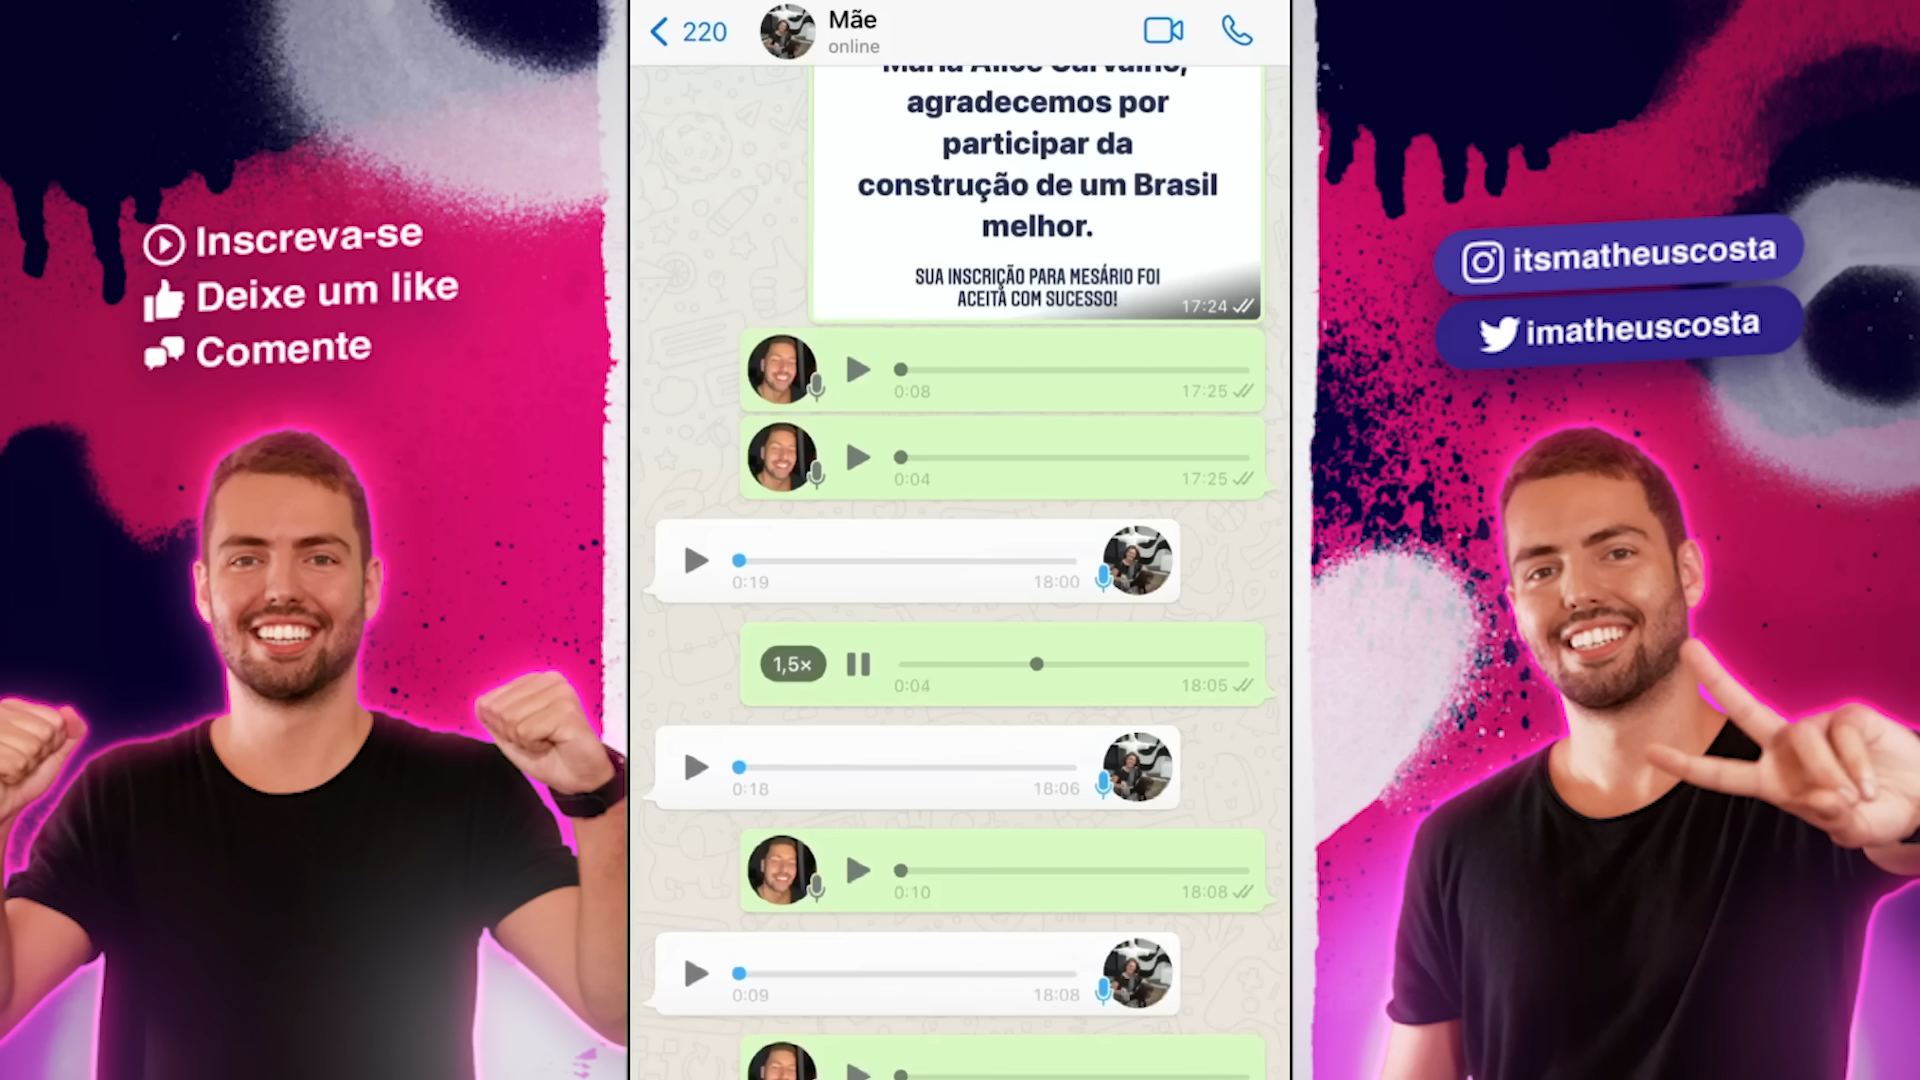 Inscreva-se
Deixe um like
Comente
220
Mãe
online
Maria Alice Carvalho,
agradecemos por
participar da
construção de um Brasil
melhor.
SUA INSCRIÇÃO PARA MESÁRIO FOI
ACEITA COM SUCESSO!
17:24
0:08
17:25
0:04
17:25
0:19
18:00
1,5×
0:04
18:05
0:18
18:06
0:10
18:08
0:09
18:08
itsmatheuscosta
imatheuscosta